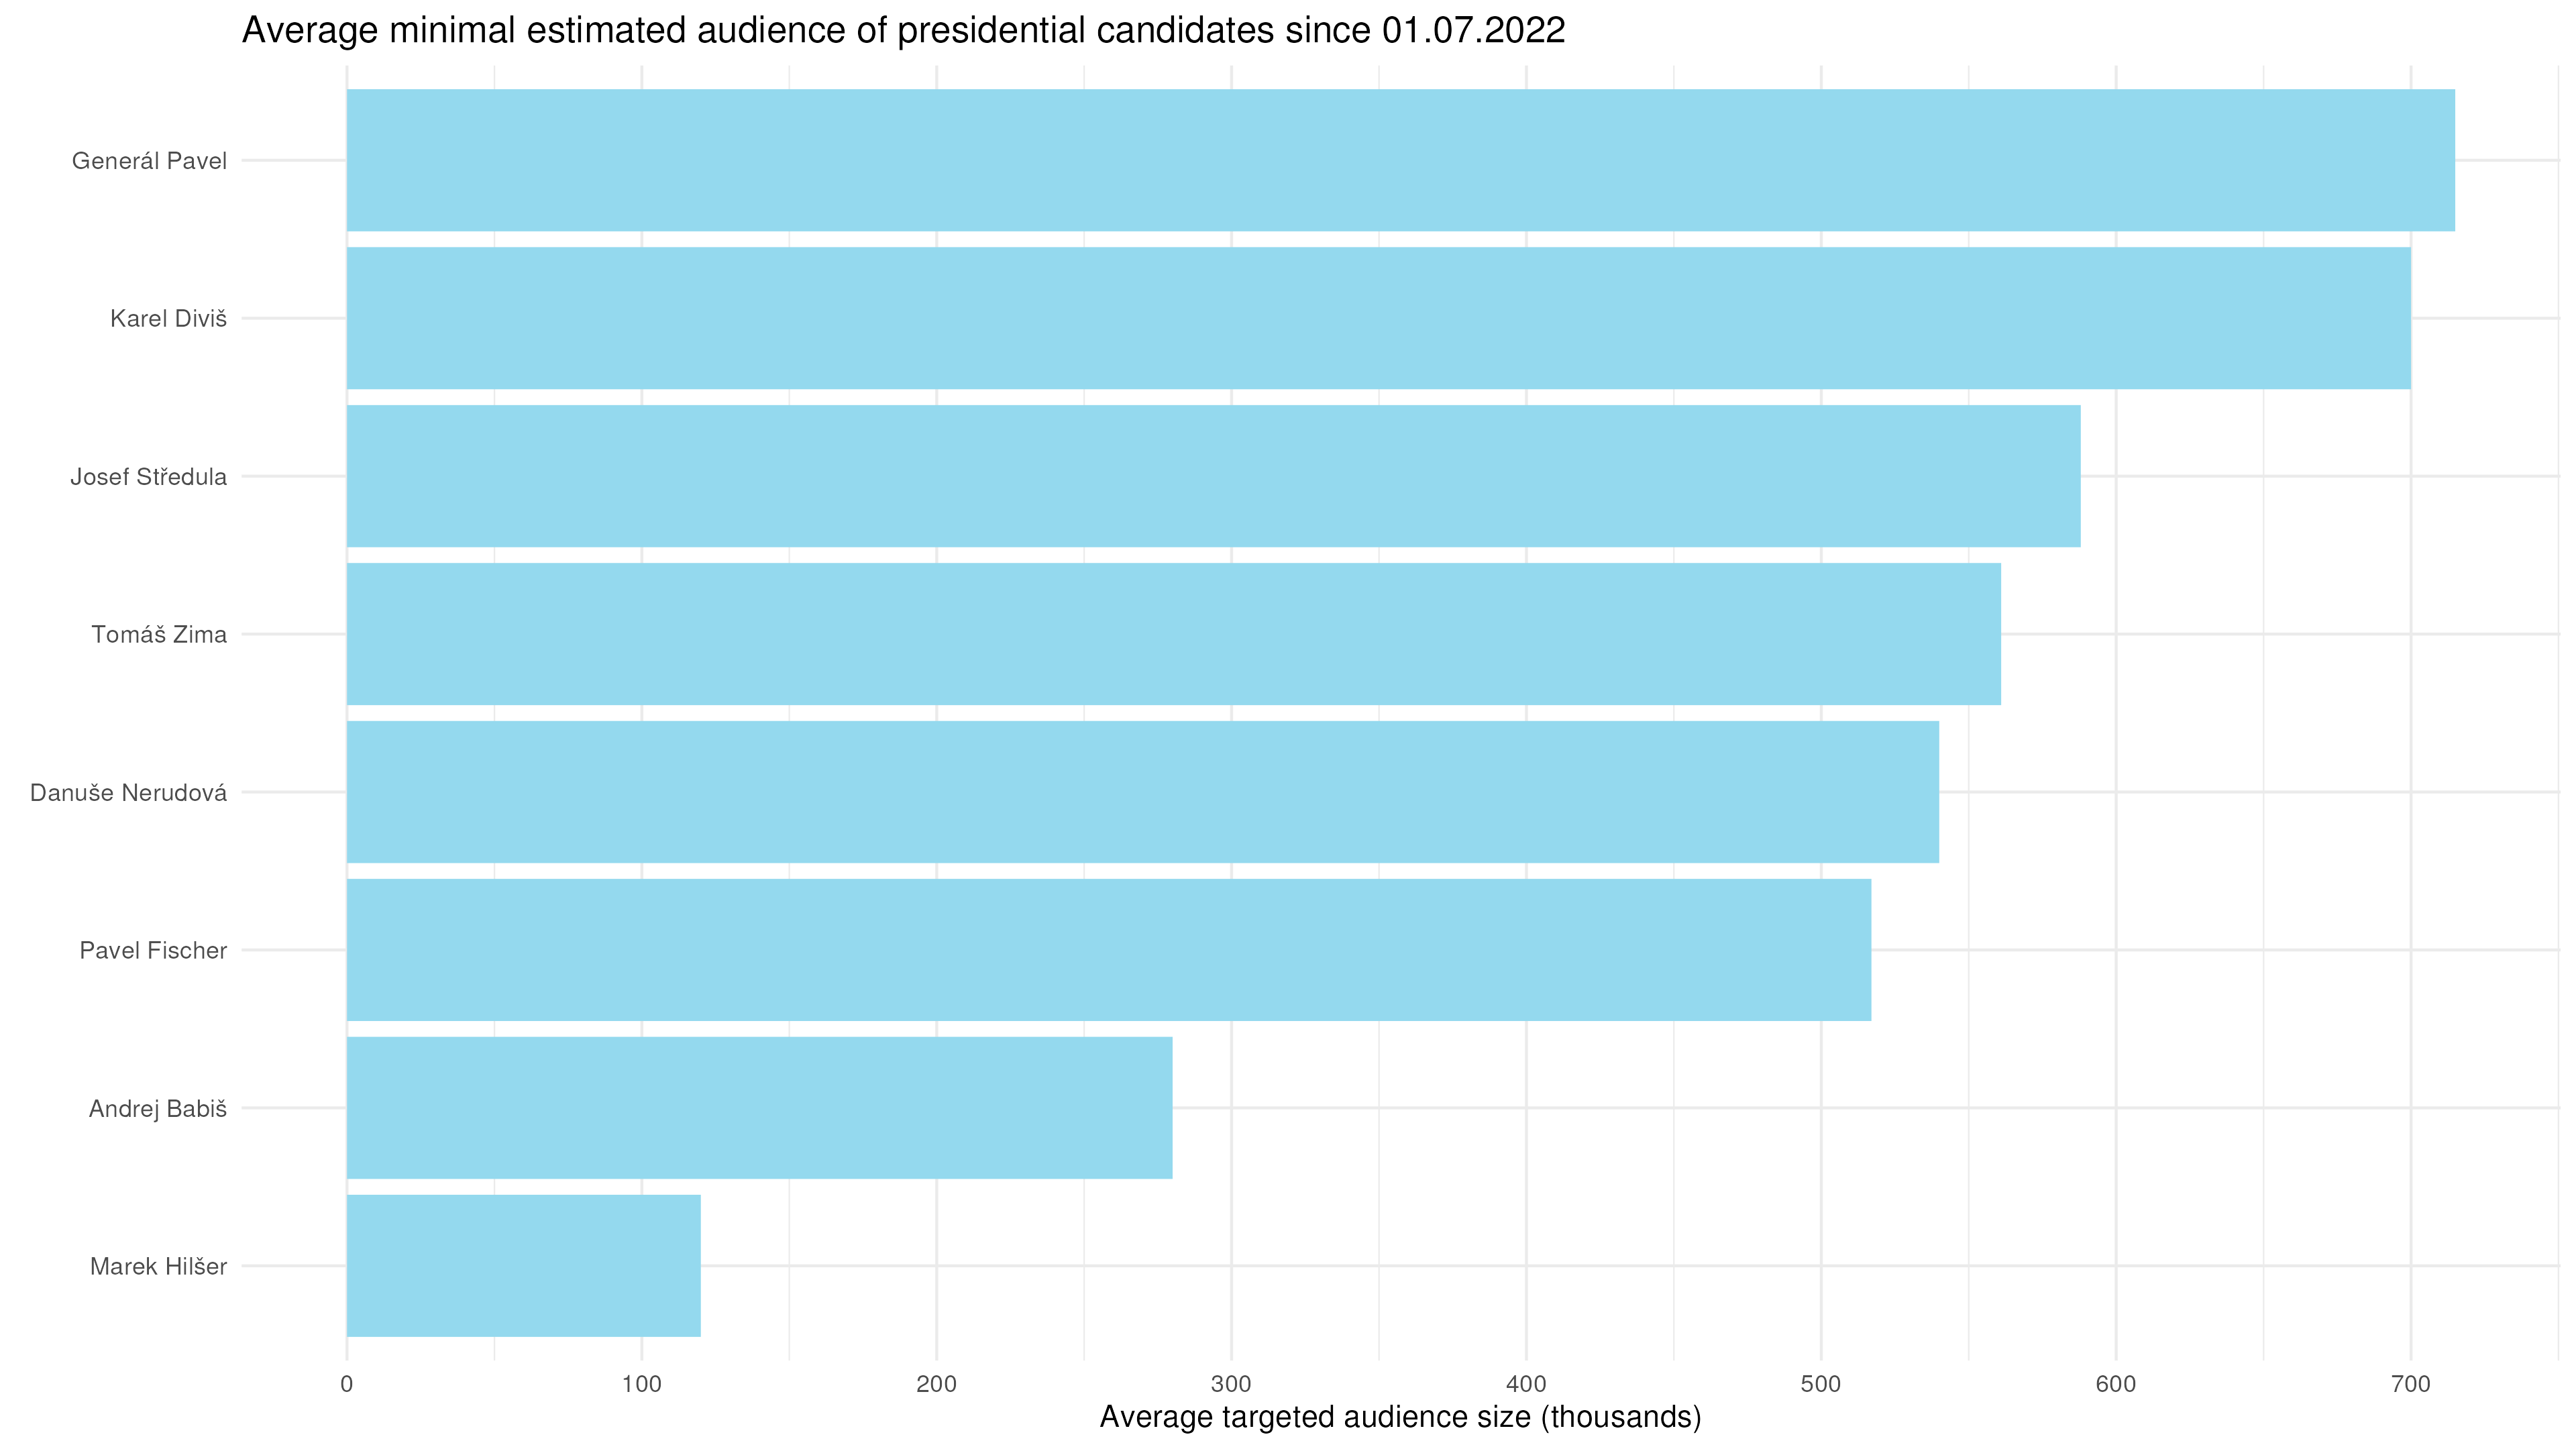 Average minimal estimated audience of presidential candidates since 01.07.2022
Generál Pavel
Karel Diviš
Josef Středula
Tomáš Zima
Danuše Nerudová
Pavel Fischer
Andrej Babiš
Marek Hilšer
0 100 200 300 400 500 600 700
Average targeted audience size (thousands)